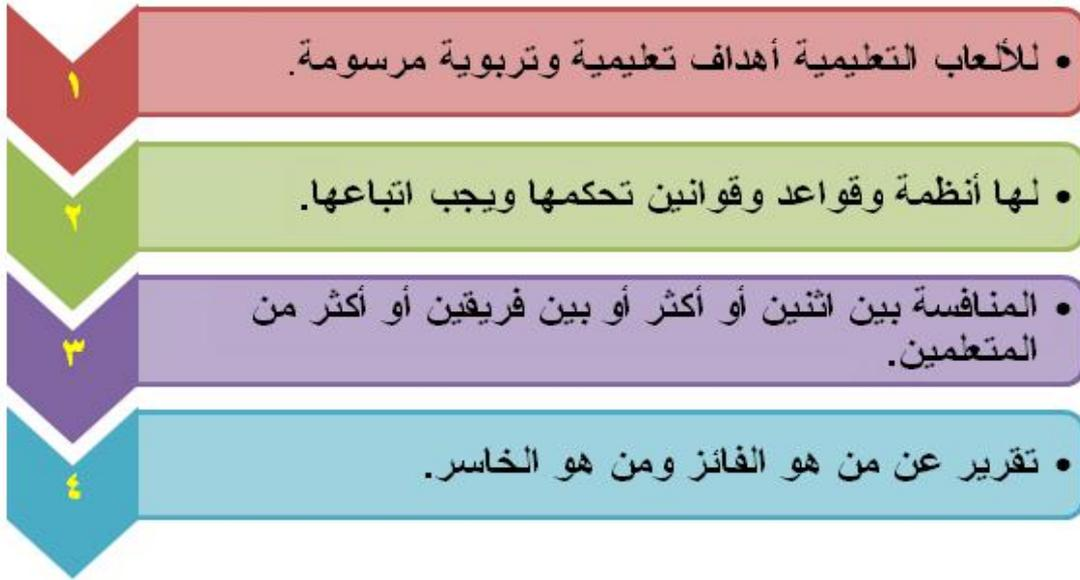 ١
• للألعاب التعليمية أهداف تعليمية وتربوية مرسومة.
٢
• لها أنظمة وقواعد وقوانين تحكمها ويجب اتباعها.
٣
• المنافسة بين اثنين أو أكثر أو بين فريقين أو أكثر من
المتعلمين.
٤
• تقرير عن من هو الفائز ومن هو الخاسر.